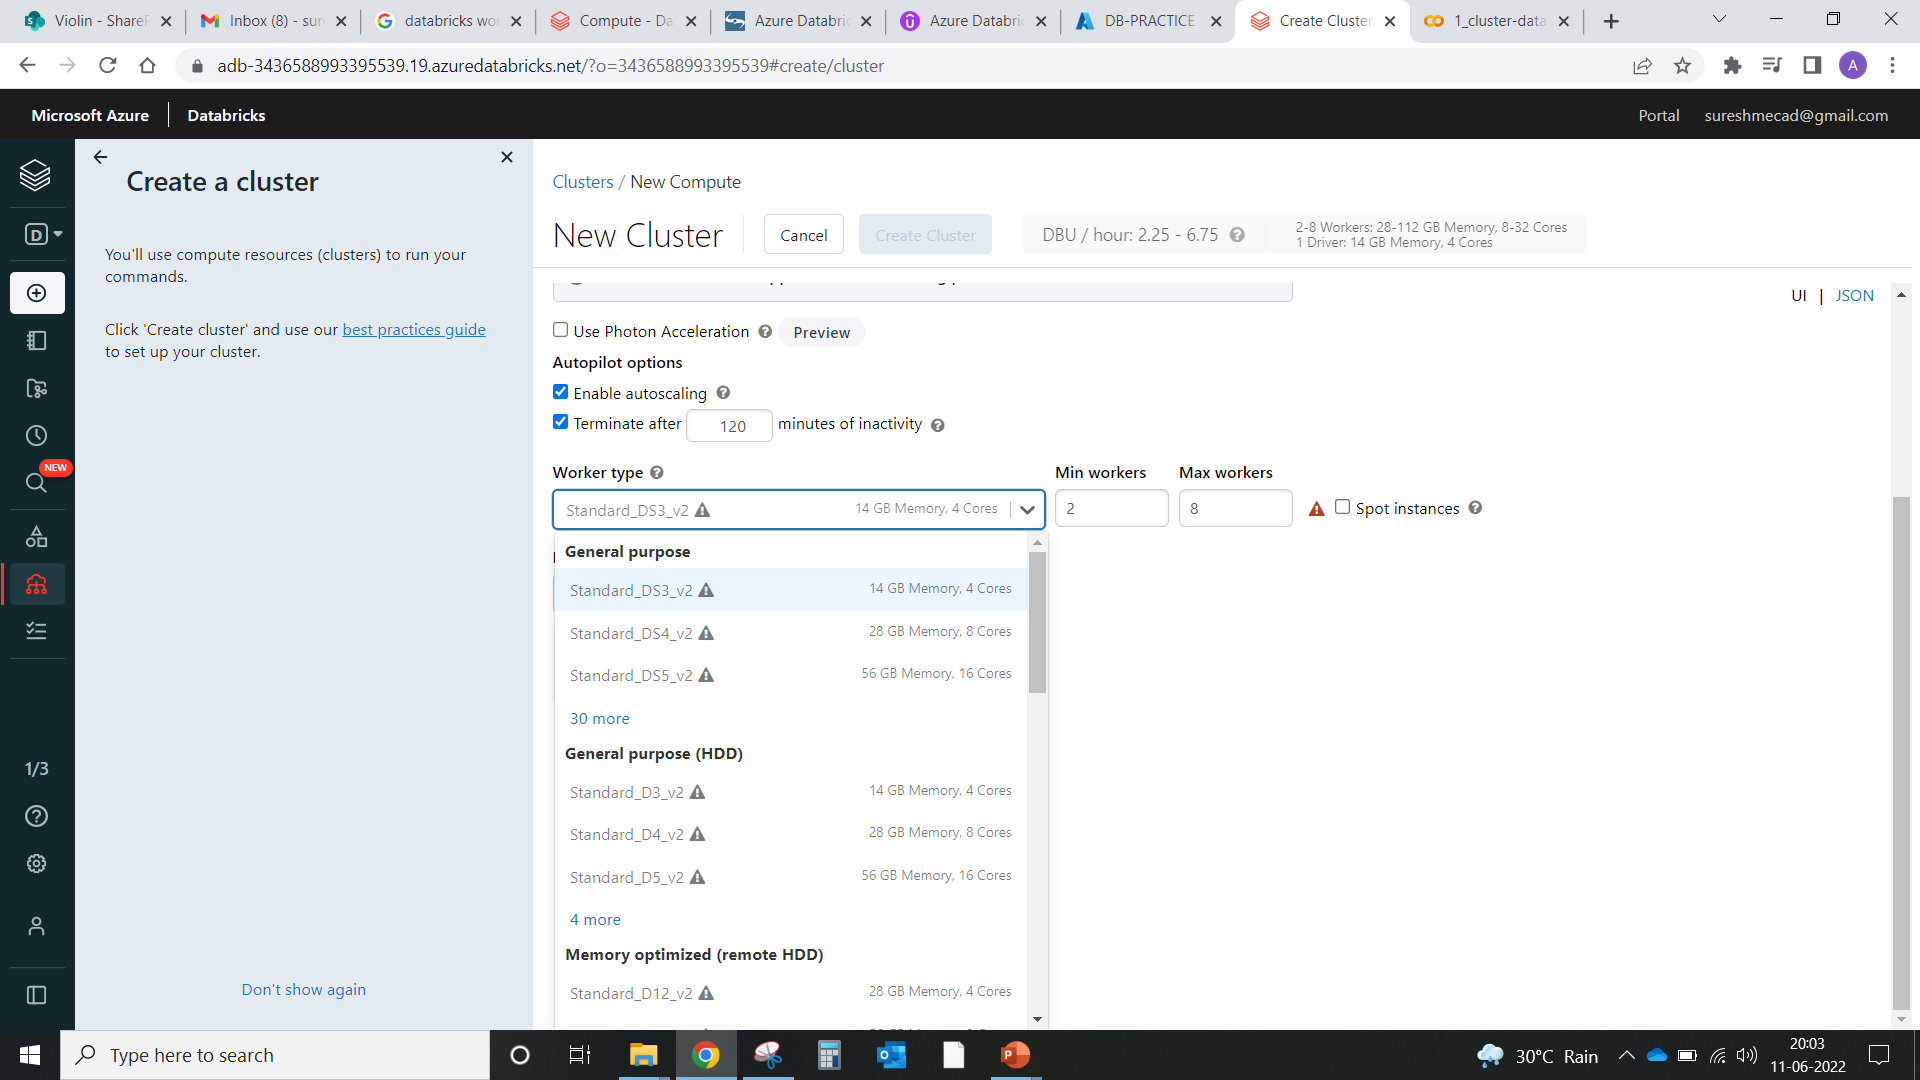 Violin - ShareP
Inbox (8) - sure
databricks wo
Compute - Da
Azure Databric
Azure Databric
DB-PRACTICE
Create Cluster
1_cluster-data
adb-3436588993395539.19.azuredatabricks.net/?o=3436588993395539#create/cluster
A
Microsoft Azure
Databricks
Portal
sureshmecad@gmail.com
Create a cluster
You'll use compute resources (clusters) to run your
commands.
Click 'Create cluster' and use our best practices guide
to set up your cluster.
Don't show again
D
NEW
1/3
Clusters / New Compute
New Cluster
Cancel
Create Cluster
DBU / hour: 2.25 - 6.75
2-8 Workers: 28-112 GB Memory, 8-32 Cores
1 Driver: 14 GB Memory, 4 Cores
UI | JSON
Use Photon Acceleration
Preview
Autopilot options
Enable autoscaling
Terminate after 120 minutes of inactivity
Worker type
Min workers
Max workers
Standard_DS3_v2 14 GB Memory, 4 Cores
2
8
Spot instances
General purpose
Standard_DS3_v2 14 GB Memory, 4 Cores
Standard_DS4_v2 28 GB Memory, 8 Cores
Standard_DS5_v2 56 GB Memory, 16 Cores
30 more
General purpose (HDD)
Standard_D3_v2 14 GB Memory, 4 Cores
Standard_D4_v2 28 GB Memory, 8 Cores
Standard_D5_v2 56 GB Memory, 16 Cores
4 more
Memory optimized (remote HDD)
Standard_D12_v2 28 GB Memory, 4 Cores
Type here to search
30°C Rain
20:03
11-06-2022